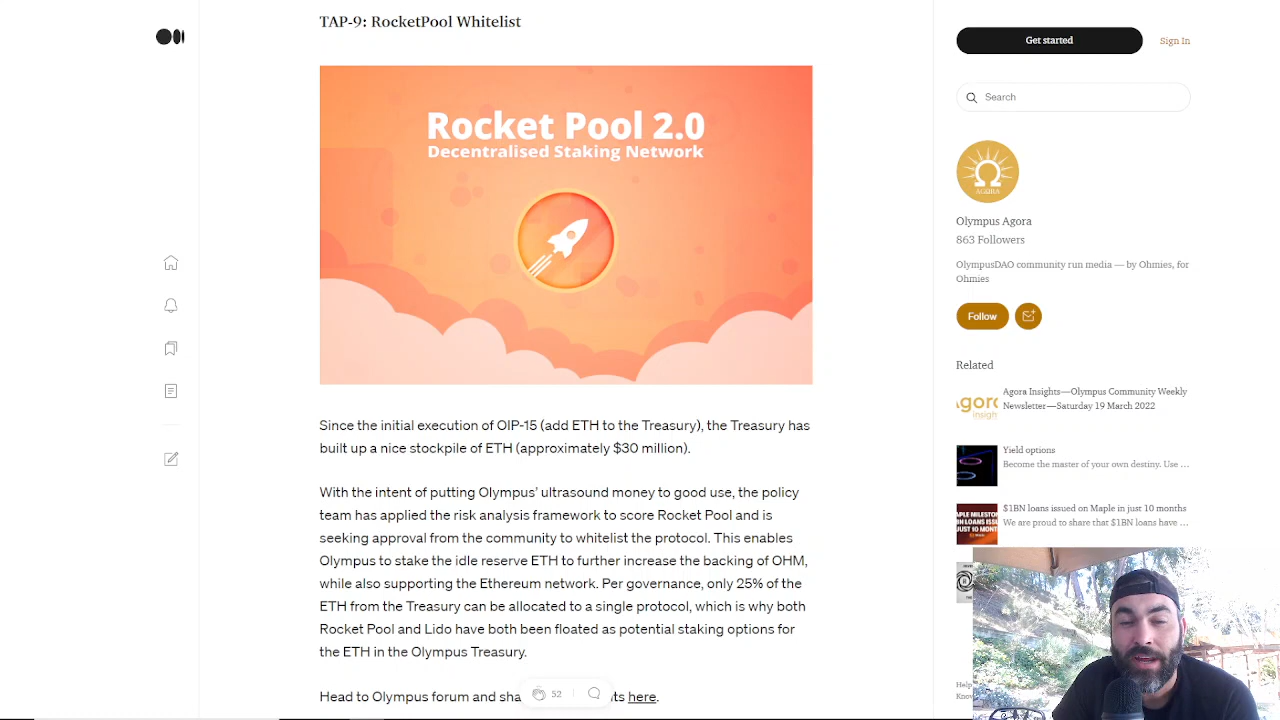 TAP-9: RocketPool Whitelist
Rocket Pool 2.0
Decentralised Staking Network
Since the initial execution of OIP-15 (add ETH to the Treasury), the Treasury has
built up a nice stockpile of ETH (approximately $30 million).
With the intent of putting Olympus' ultrasound money to good use, the policy
team has applied the risk analysis framework to score Rocket Pool and is
seeking approval from the community to whitelist the protocol. This enables
Olympus to stake the idle reserve ETH to further increase the backing of OHM,
while also supporting the Ethereum network. Per governance, only 25% of the
ETH from the Treasury can be allocated to a single protocol, which is why both
Rocket Pool and Lido have both been floated as potential staking options for
the ETH in the Olympus Treasury.
Head to Olympus forum and sha
ts here.
52
Get started
Sign In
Search
AGORA
Olympus Agora
863 Followers
OlympusDAO community run media — by Ohmies, for
Ohmies
Follow
Related
agora
insights
Agora Insights—Olympus Community Weekly
Newsletter—Saturday 19 March 2022
Yield options
Become the master of your own destiny. Use …
$1BN loans issued on Maple in just 10 months
We are proud to share that $1BN loans have …
Help
Know